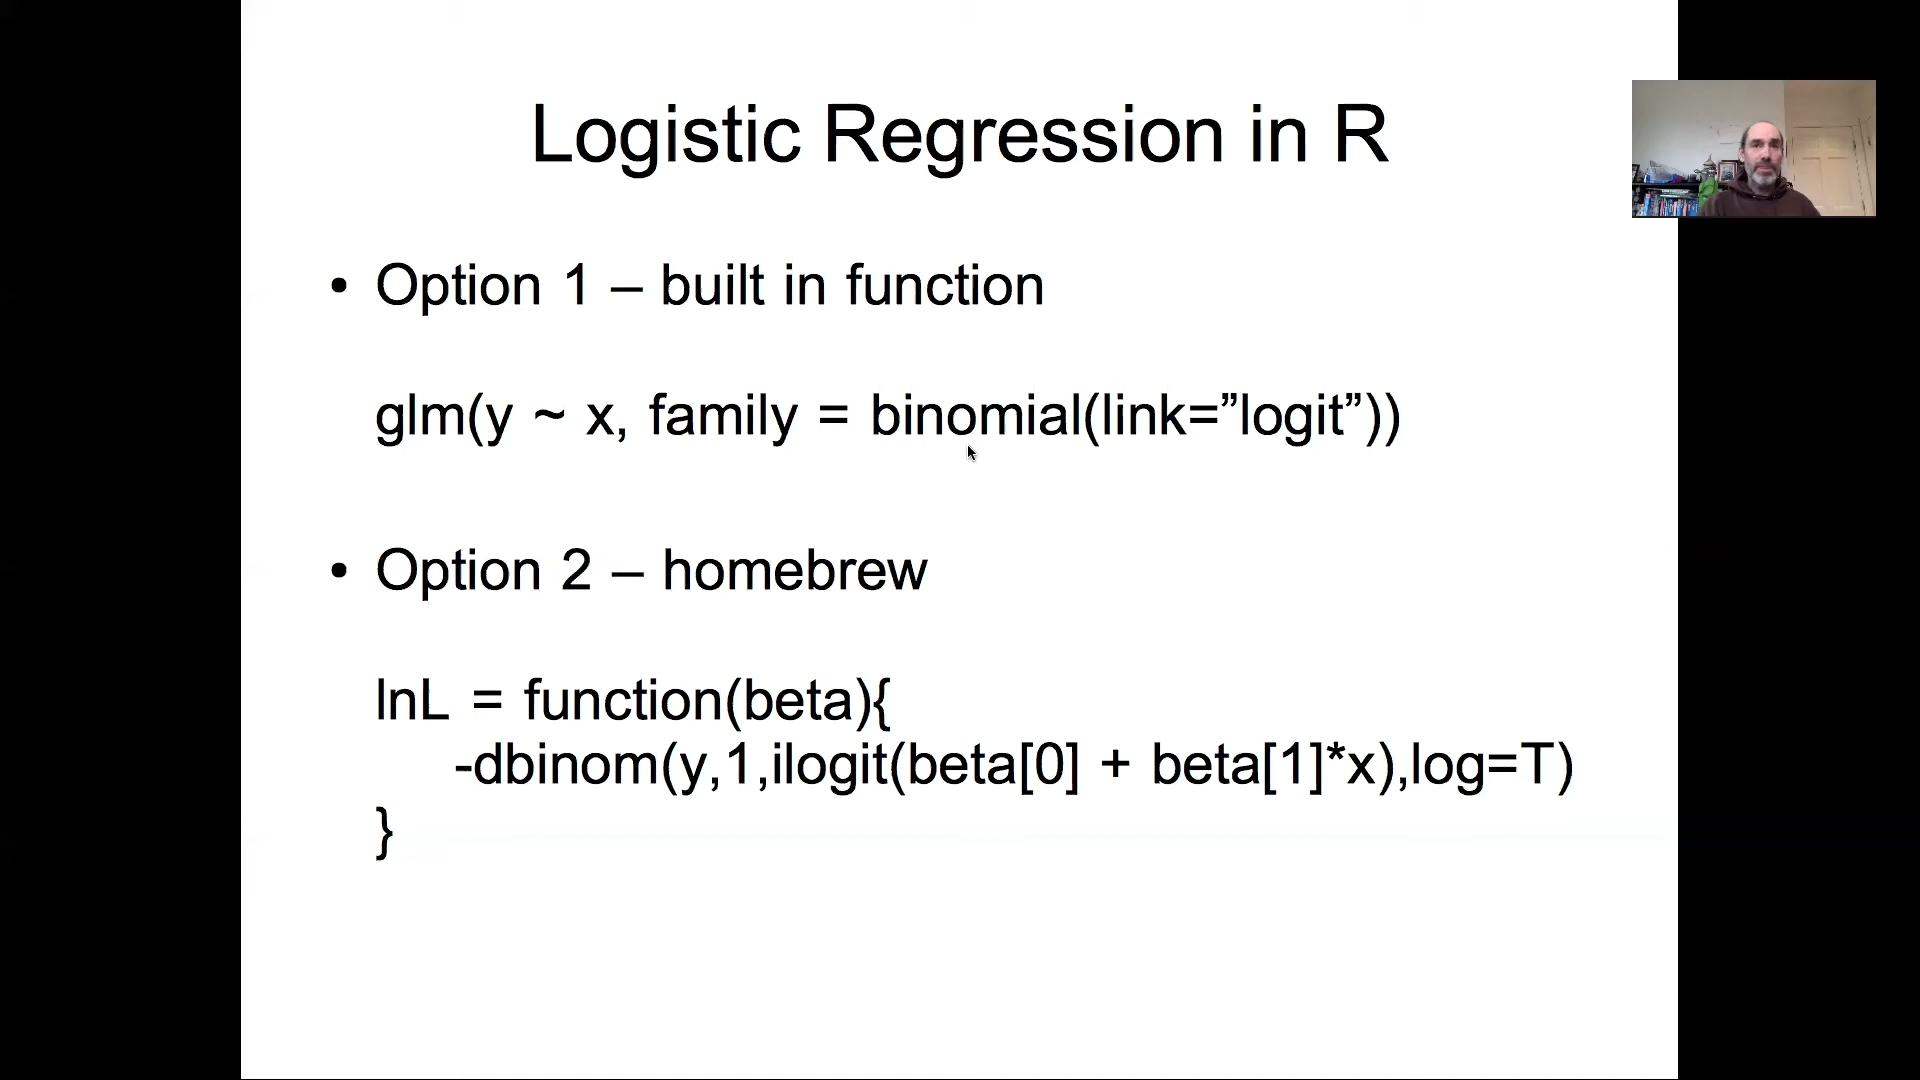 Logistic Regression in R
• Option 1 – built in function
glm(y ~ x, family = binomial(link=”logit”))
• Option 2 – homebrew
lnL = function(beta){
-dbinom(y,1,ilogit(beta[0] + beta[1]*x),log=T)
}